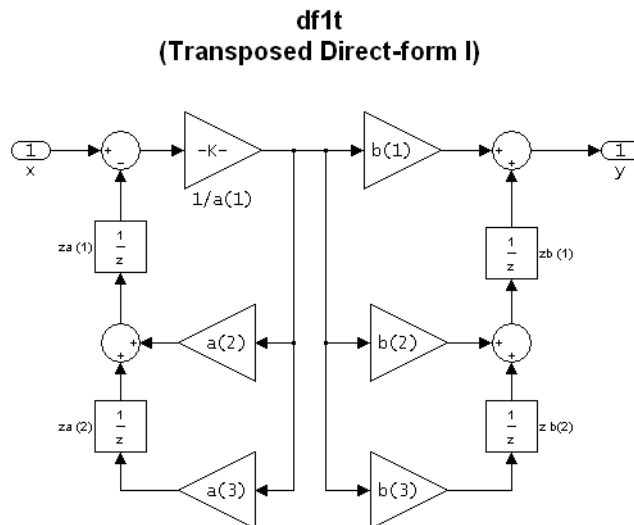 df1t
(Transposed Direct-form I)
1
x
+
-
-K-
1/a(1)
b(1)
+
+
1
y
za(1)
1
z
1
z
zb(1)
+
+
a(2)
b(2)
+
+
za(2)
1
z
1
z
zb(2)
a(3)
b(3)